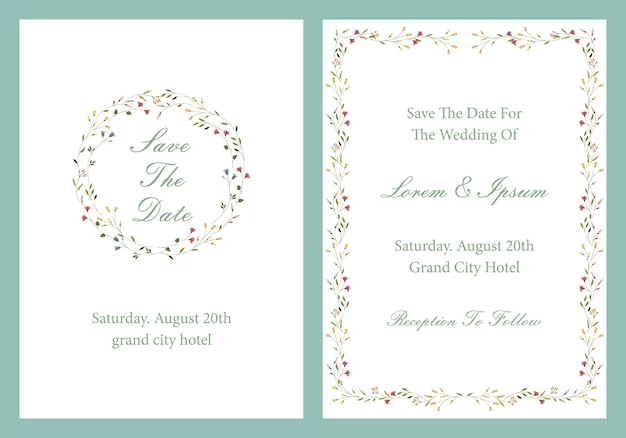 Save
The
Date
Saturday. August 20th
grand city hotel
Save The Date For
The Wedding Of
Lorem & Ipsum
Saturday. August 20th
Grand City Hotel
Reception To Follow